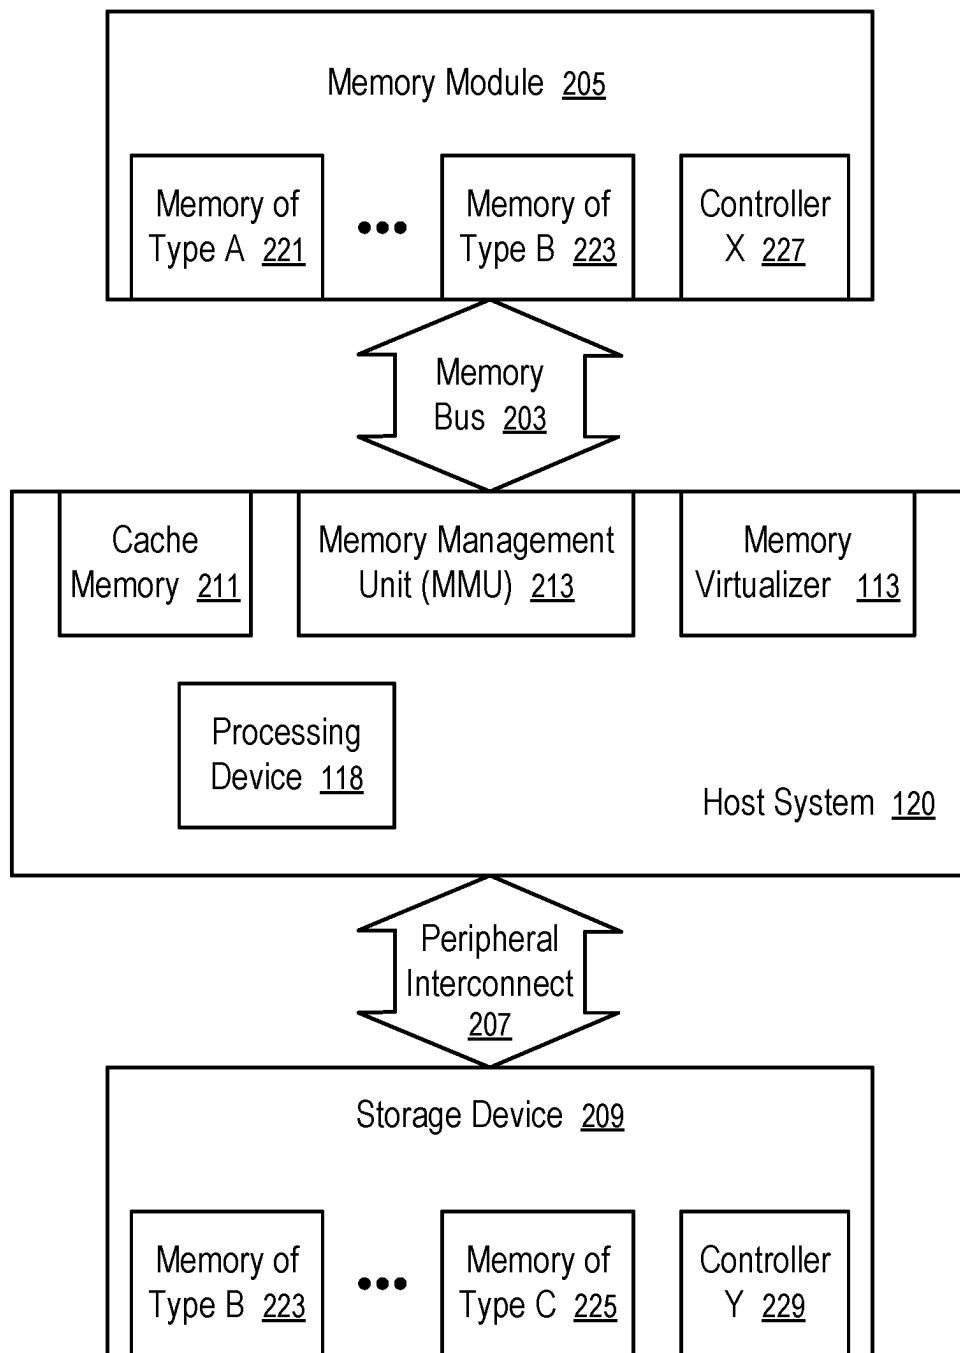 Memory Module 205
Memory of
Type A 221
•••
Memory of
Type B 223
Controller
X 227
Memory
Bus 203
Cache
Memory 211
Memory Management
Unit (MMU) 213
Memory
Virtualizer 113
Processing
Device 118
Host System 120
Peripheral
Interconnect
207
Storage Device 209
Memory of
Type B 223
•••
Memory of
Type C 225
Controller
Y 229